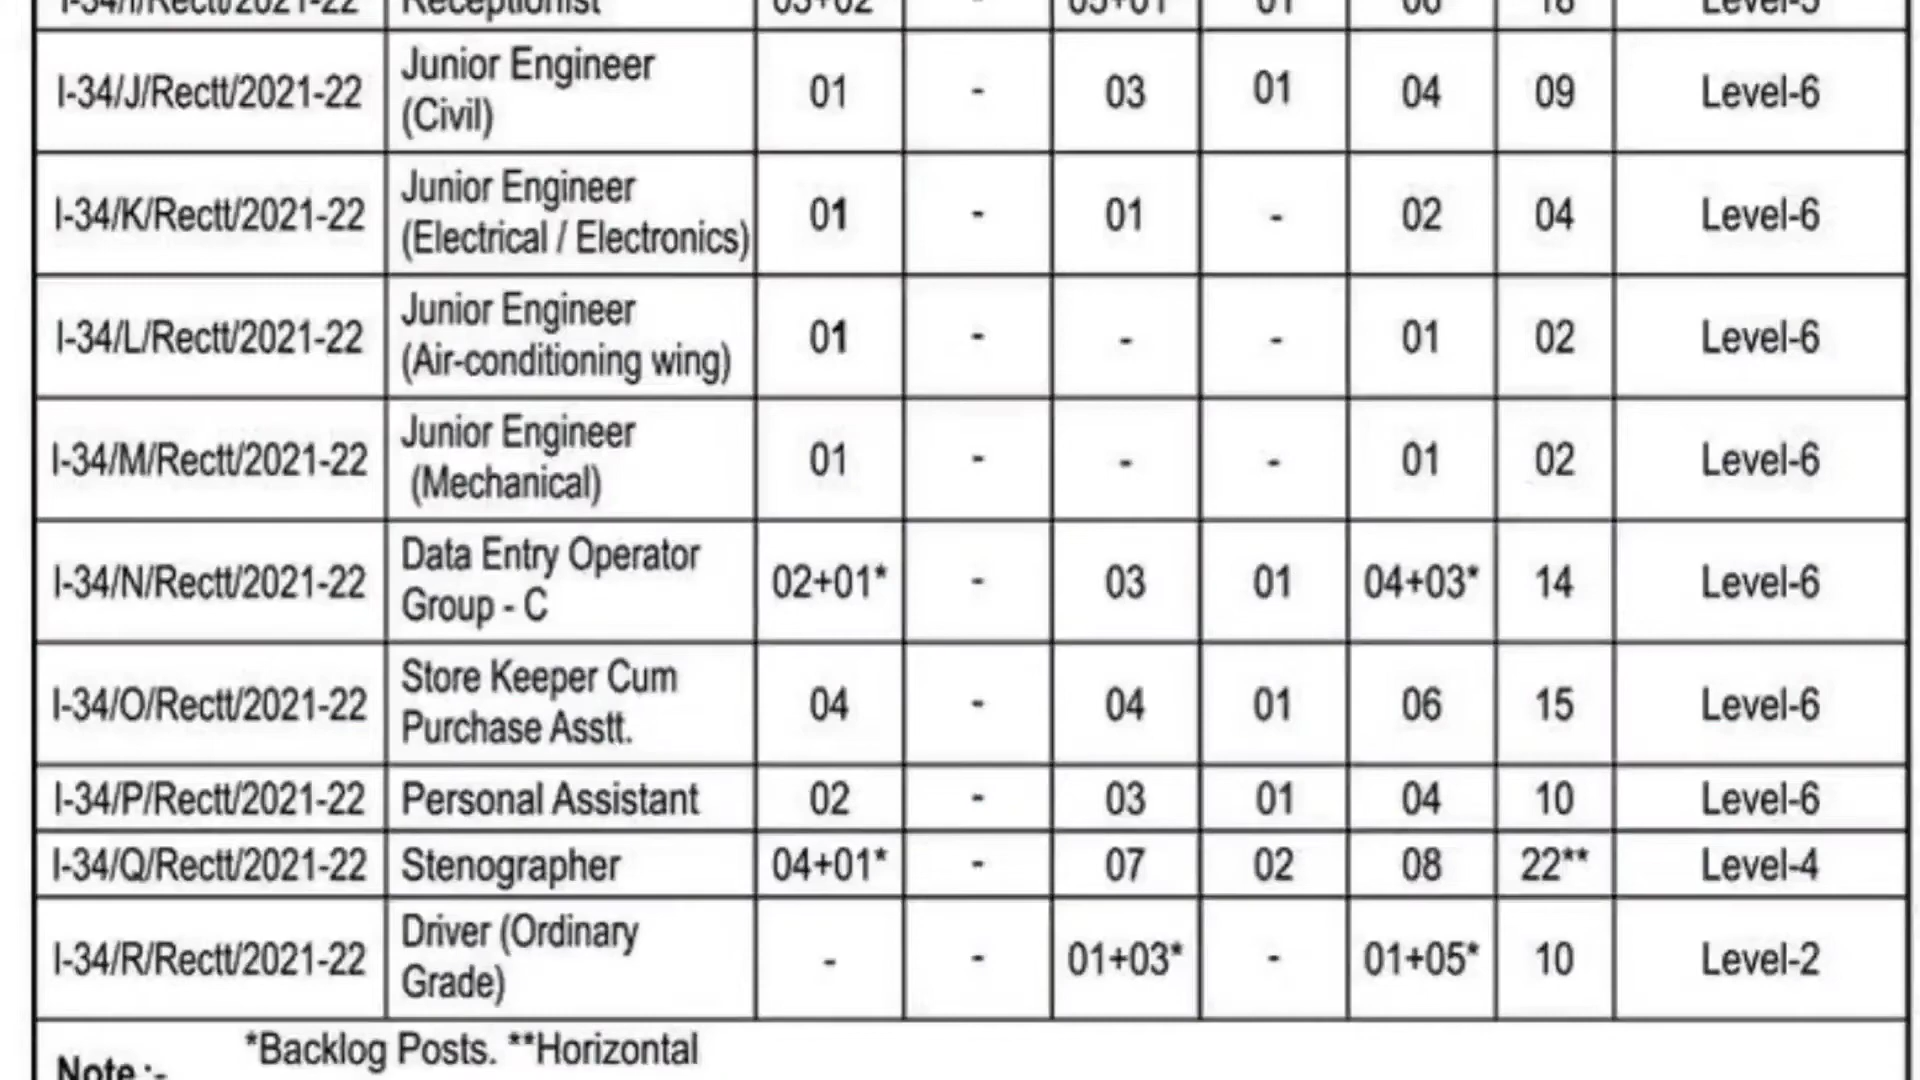 I-34/I/Rectt/2021-22 Receptionist 03+02 - 05+01 01 06 18 Level-5
I-34/J/Rectt/2021-22 Junior Engineer (Civil) 01 - 03 01 04 09 Level-6
I-34/K/Rectt/2021-22 Junior Engineer (Electrical / Electronics) 01 - 01 - 02 04 Level-6
I-34/L/Rectt/2021-22 Junior Engineer (Air-conditioning wing) 01 - - - 01 02 Level-6
I-34/M/Rectt/2021-22 Junior Engineer (Mechanical) 01 - - - 01 02 Level-6
I-34/N/Rectt/2021-22 Data Entry Operator Group - C 02+01* - 03 01 04+03* 14 Level-6
I-34/O/Rectt/2021-22 Store Keeper Cum Purchase Asstt. 04 - 04 01 06 15 Level-6
I-34/P/Rectt/2021-22 Personal Assistant 02 - 03 01 04 10 Level-6
I-34/Q/Rectt/2021-22 Stenographer 04+01* - 07 02 08 22** Level-4
I-34/R/Rectt/2021-22 Driver (Ordinary Grade) - - 01+03* - 01+05* 10 Level-2
*Backlog Posts. **Horizontal
Note :-